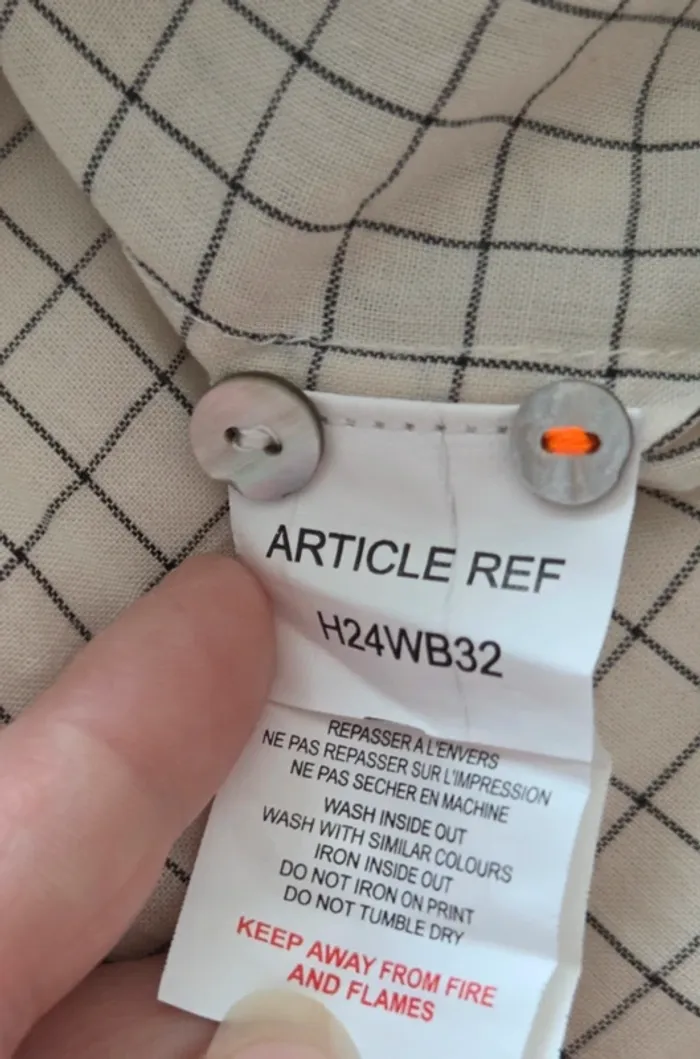 ARTICLE REF
H24WB32
REPASSER A L'ENVERS
NE PAS REPASSER SUR L'IMPRESSION
NE PAS SECHER EN MACHINE
WASH INSIDE OUT
WASH WITH SIMILAR COLOURS
IRON INSIDE OUT
DO NOT IRON ON PRINT
DO NOT TUMBLE DRY
KEEP AWAY FROM FIRE
AND FLAMES